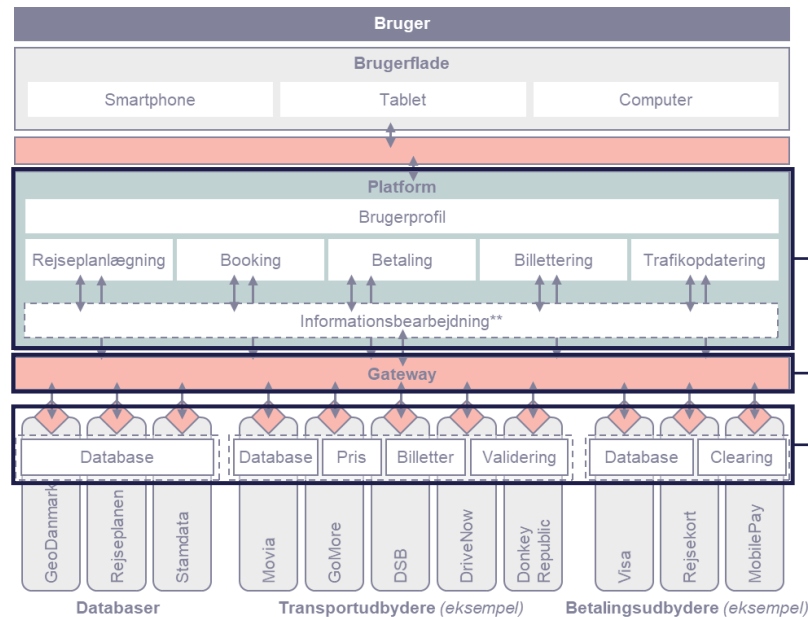 Bruger
Brugerflade
Smartphone
Tablet
Computer
Platform
Brugerprofil
Rejseplanlægning
Booking
Betaling
Billettering
Trafikopdatering
Informationsbearbejdning**
Gateway
Database
Database
Pris
Billetter
Validering
Database
Clearing
GeoDanmark
Rejseplanen
Stamdata
Movia
GoMore
DSB
DriveNow
Donkey
Republic
Visa
Rejsekort
MobilePay
Databaser
Transportudbydere (eksempel)
Betalingsudbydere (eksempel)